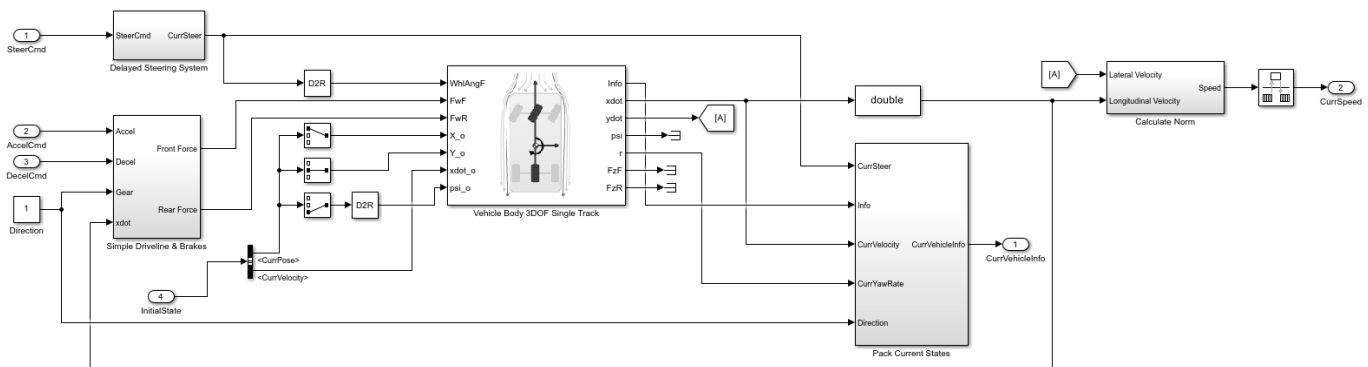 1
SteerCmd
SteerCmd
CurrSteer
Delayed Steering System
D2R
2
AccelCmd
3
DecelCmd
1
Direction
Accel
Decel
Gear
xdot
Front Force
Rear Force
Simple Driveline & Brakes
D2R
<CurrPose>
<CurrVelocity>
4
InitialState
WhlAngF
FwF
FwR
X_o
Y_o
xdot_o
psi_o
Info
xdot
ydot
psi
r
FzF
FzR
Vehicle Body 3DOF Single Track
[A]
double
CurrSteer
Info
CurrVelocity
CurrYawRate
Direction
CurrVehicleInfo
Pack Current States
1
CurrVehicleInfo
[A]
Lateral Velocity
Longitudinal Velocity
Speed
Calculate Norm
2
CurrSpeed